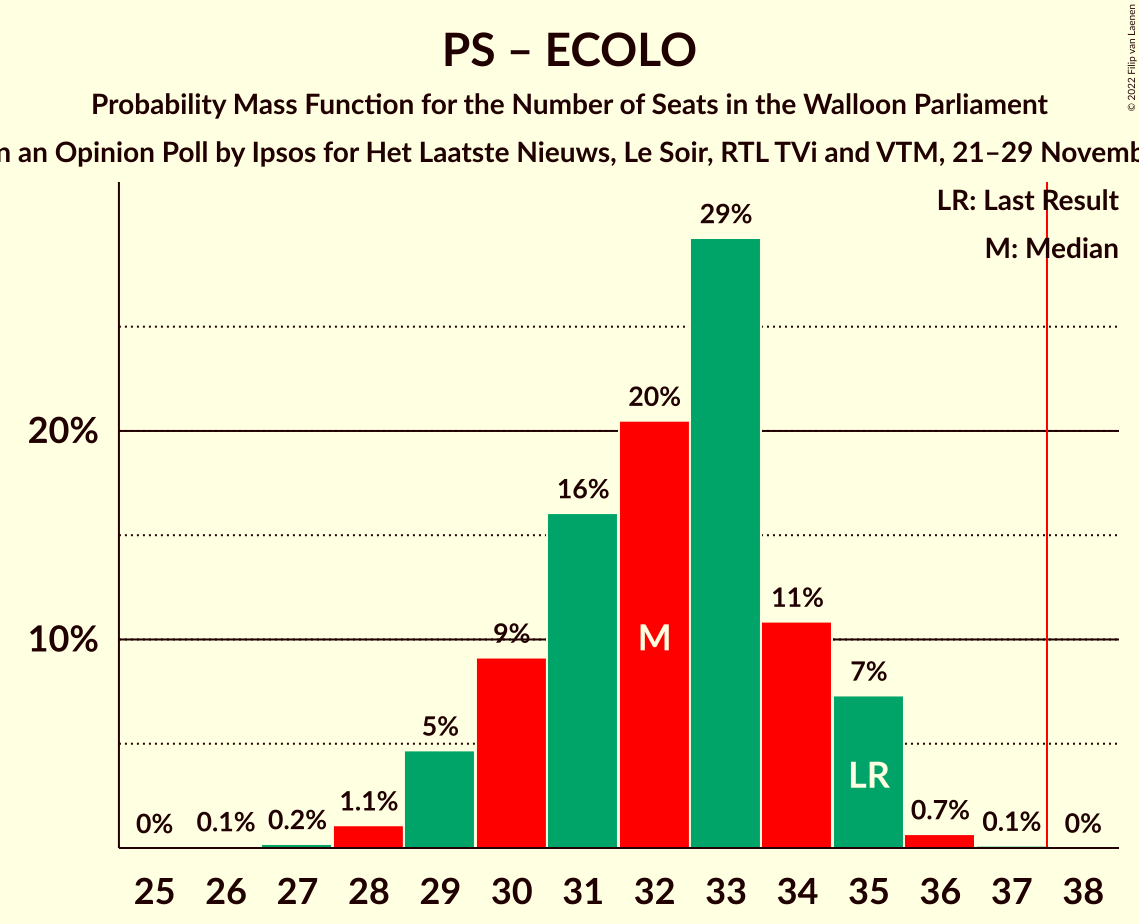 PS – ECOLO
Probability Mass Function for the Number of Seats in the Walloon Parliament
an Opinion Poll by Ipsos for Het Laatste Nieuws, Le Soir, RTL TVi and VTM, 21–29
© 2022 Filip van Laenen
LR: Last Result
M: Median
29%
20%
20%
16%
11%
10%
9%
M
7%
5%
LR
1.1%
0.7%
0% 0.1% 0.2% 0.1% 0%
25 26 27 28 29 30 31 32 33 34 35 36 37 38